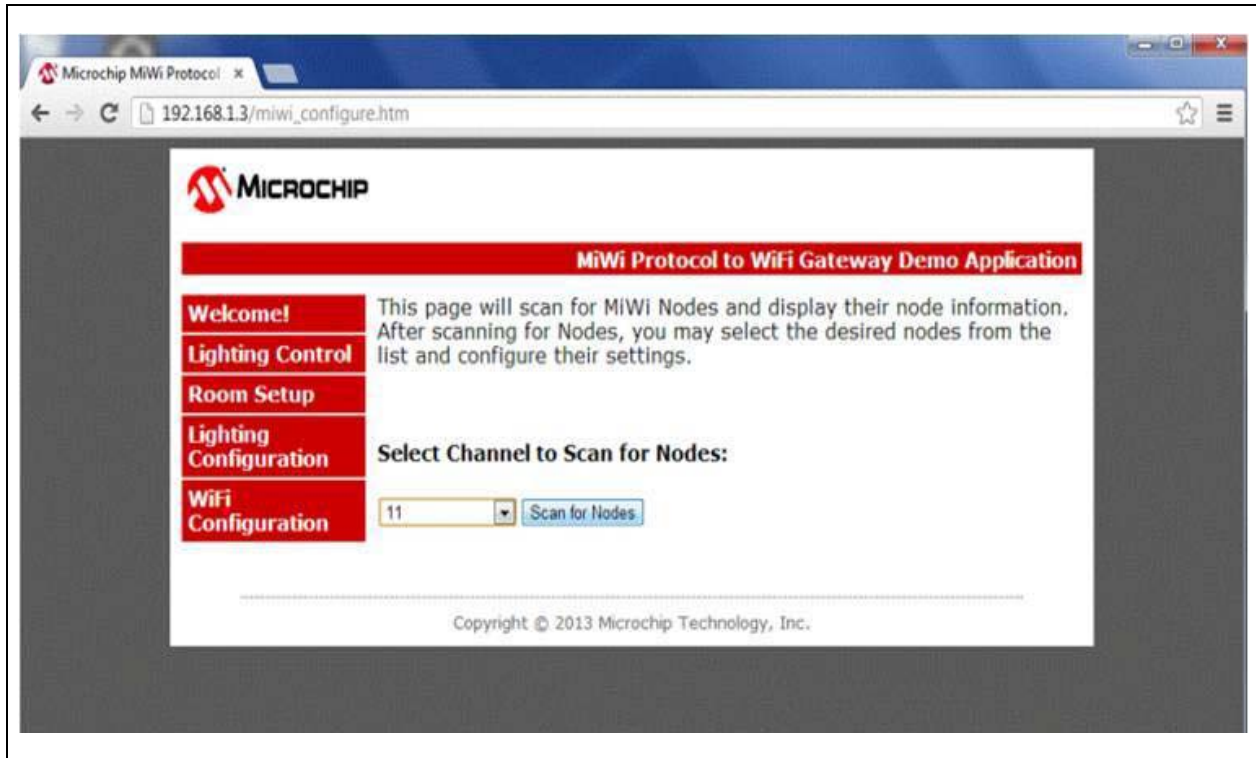 Microchip MiWi Protocol
192.168.1.3/miwi_configure.htm
MICROCHIP
MiWi Protocol to WiFi Gateway Demo Application
Welcome!
Lighting Control
Room Setup
Lighting
Configuration
WiFi
Configuration
This page will scan for MiWi Nodes and display their node information.
After scanning for Nodes, you may select the desired nodes from the
list and configure their settings.
Select Channel to Scan for Nodes:
11
Scan for Nodes
Copyright © 2013 Microchip Technology, Inc.